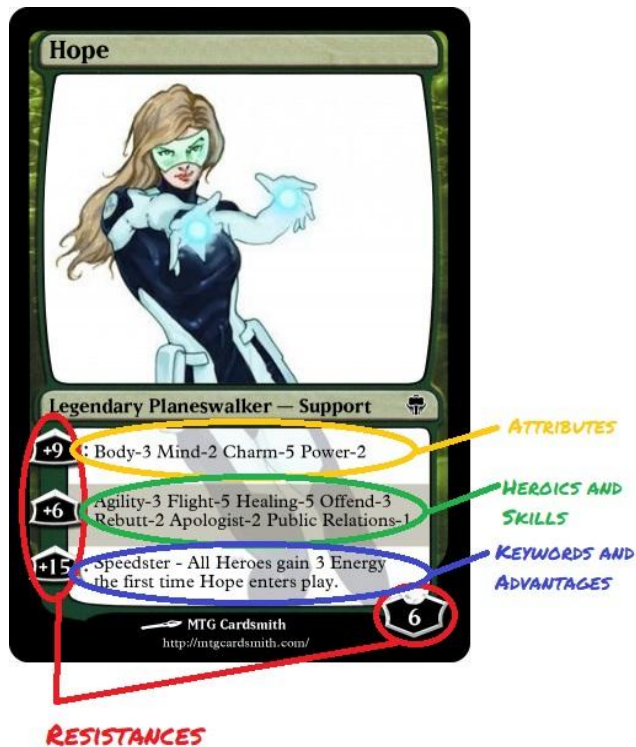 Hope
Legendary Planeswalker — Support
ATTRIBUTES
+9 : Body-3 Mind-2 Charm-5 Power-2
HEROICS AND
SKILLS
+6 Agility-3 Flight-5 Healing-5 Offend-3
Rebutt-2 Apologist-2 Public Relations-1
KEYWORDS AND
ADVANTAGES
+15 : Speedster - All Heroes gain 3 Energy
the first time Hope enters play.
6
MTG Cardsmith
http://mtgcardsmith.com/
RESISTANCES